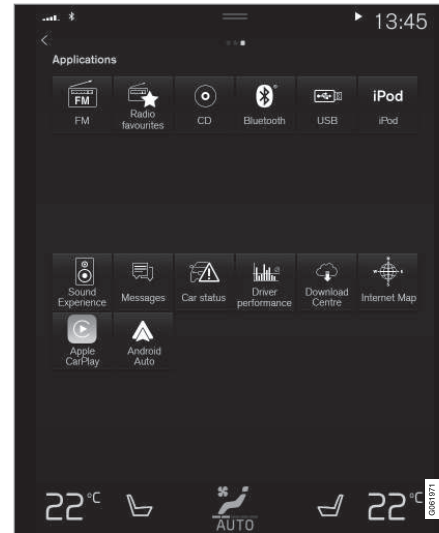 13:45
Applications
FM
FM
Radio
favourites
CD
Bluetooth
USB
iPod
iPod
Sound
Experience
Messages
Car status
Driver
performance
Download
Centre
Internet Map
Apple
CarPlay
Android
Auto
22°C
AUTO
22°C
G061971